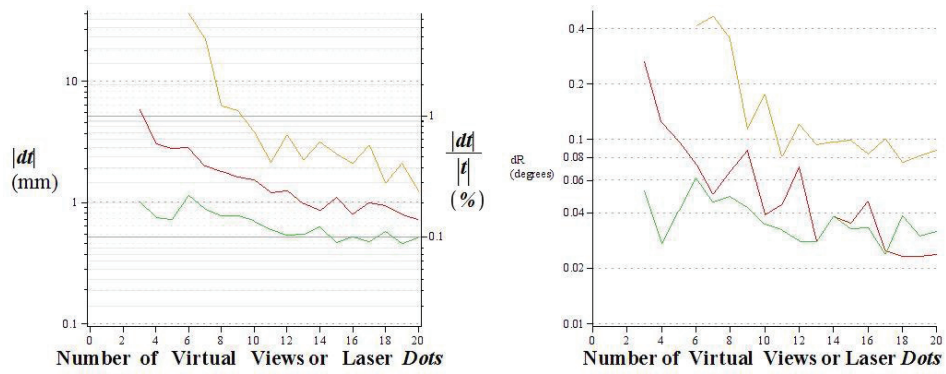 10
1
0.1
|dt|
(mm)
1
0.1
|dt|
|t|
(%)
0 2 4 6 8 10 12 14 16 18 20
Number of Virtual Views or Laser Dots
0.4
0.2
0.1
0.08
0.06
0.04
0.02
0.01
dR
(degrees)
0 2 4 6 8 10 12 14 16 18 20
Number of Virtual Views or Laser Dots